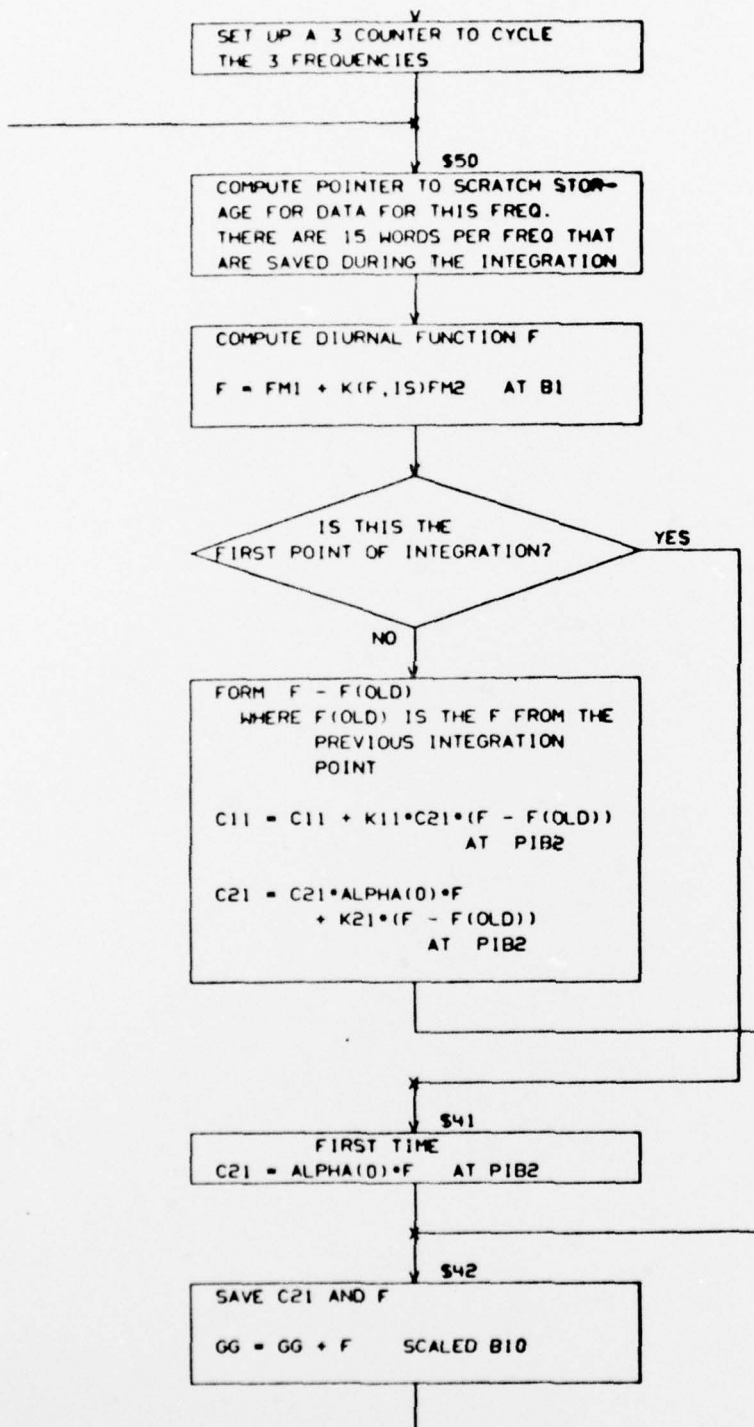 SET UP A 3 COUNTER TO CYCLE
THE 3 FREQUENCIES
$50
COMPUTE POINTER TO SCRATCH STOR-
AGE FOR DATA FOR THIS FREQ.
THERE ARE 15 WORDS PER FREQ THAT
ARE SAVED DURING THE INTEGRATION
COMPUTE DIURNAL FUNCTION F
F = FM1 + K(F,IS)FM2 AT B1
IS THIS THE
FIRST POINT OF INTEGRATION?
YES
NO
FORM F - F(OLD)
WHERE F(OLD) IS THE F FROM THE
PREVIOUS INTEGRATION
POINT
C11 = C11 + K11*C21*(F - F(OLD))
AT PIB2
C21 = C21*ALPHA(0)*F
+ K21*(F - F(OLD))
AT PIB2
$41
FIRST TIME
C21 = ALPHA(0)*F AT PIB2
$42
SAVE C21 AND F
GG = GG + F SCALED B10